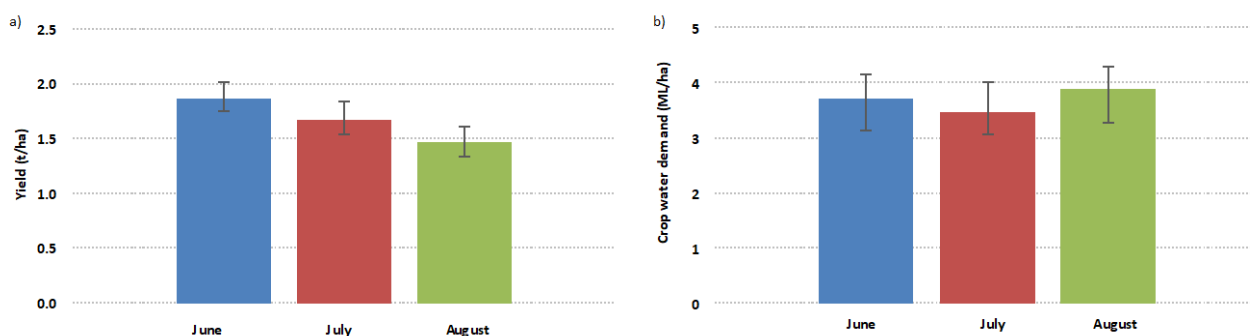 a)
Yield (t/ha)
2.5
2.0
1.5
1.0
0.5
0.0
June
July
August
b)
Crop water demand (ML/ha)
5
4
3
2
1
0
June
July
August